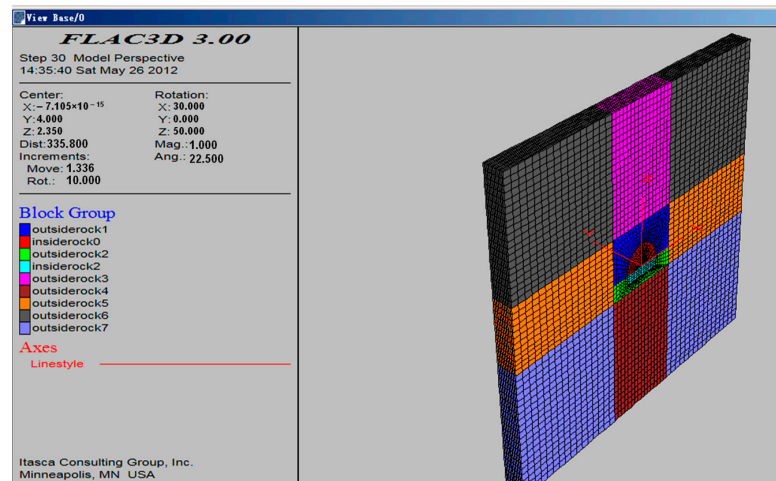 View Base/0
FLAC3D 3.00
Step 30 Model Perspective
14:35:40 Sat May 26 2012
Center:
X:−7.105×10⁻¹⁵
Y:4.000
Z:2.350
Dist:335.800
Increments:
Move:1.336
Rot.: 10.000
Rotation:
X:30.000
Y:0.000
Z:50.000
Mag.:1.000
Ang.:22.500
Block Group
outsiderock1
insiderock0
outsiderock2
insiderock2
outsiderock3
outsiderock4
outsiderock5
outsiderock6
outsiderock7
Axes
Linestyle
Itasca Consulting Group, Inc.
Minneapolis, MN USA